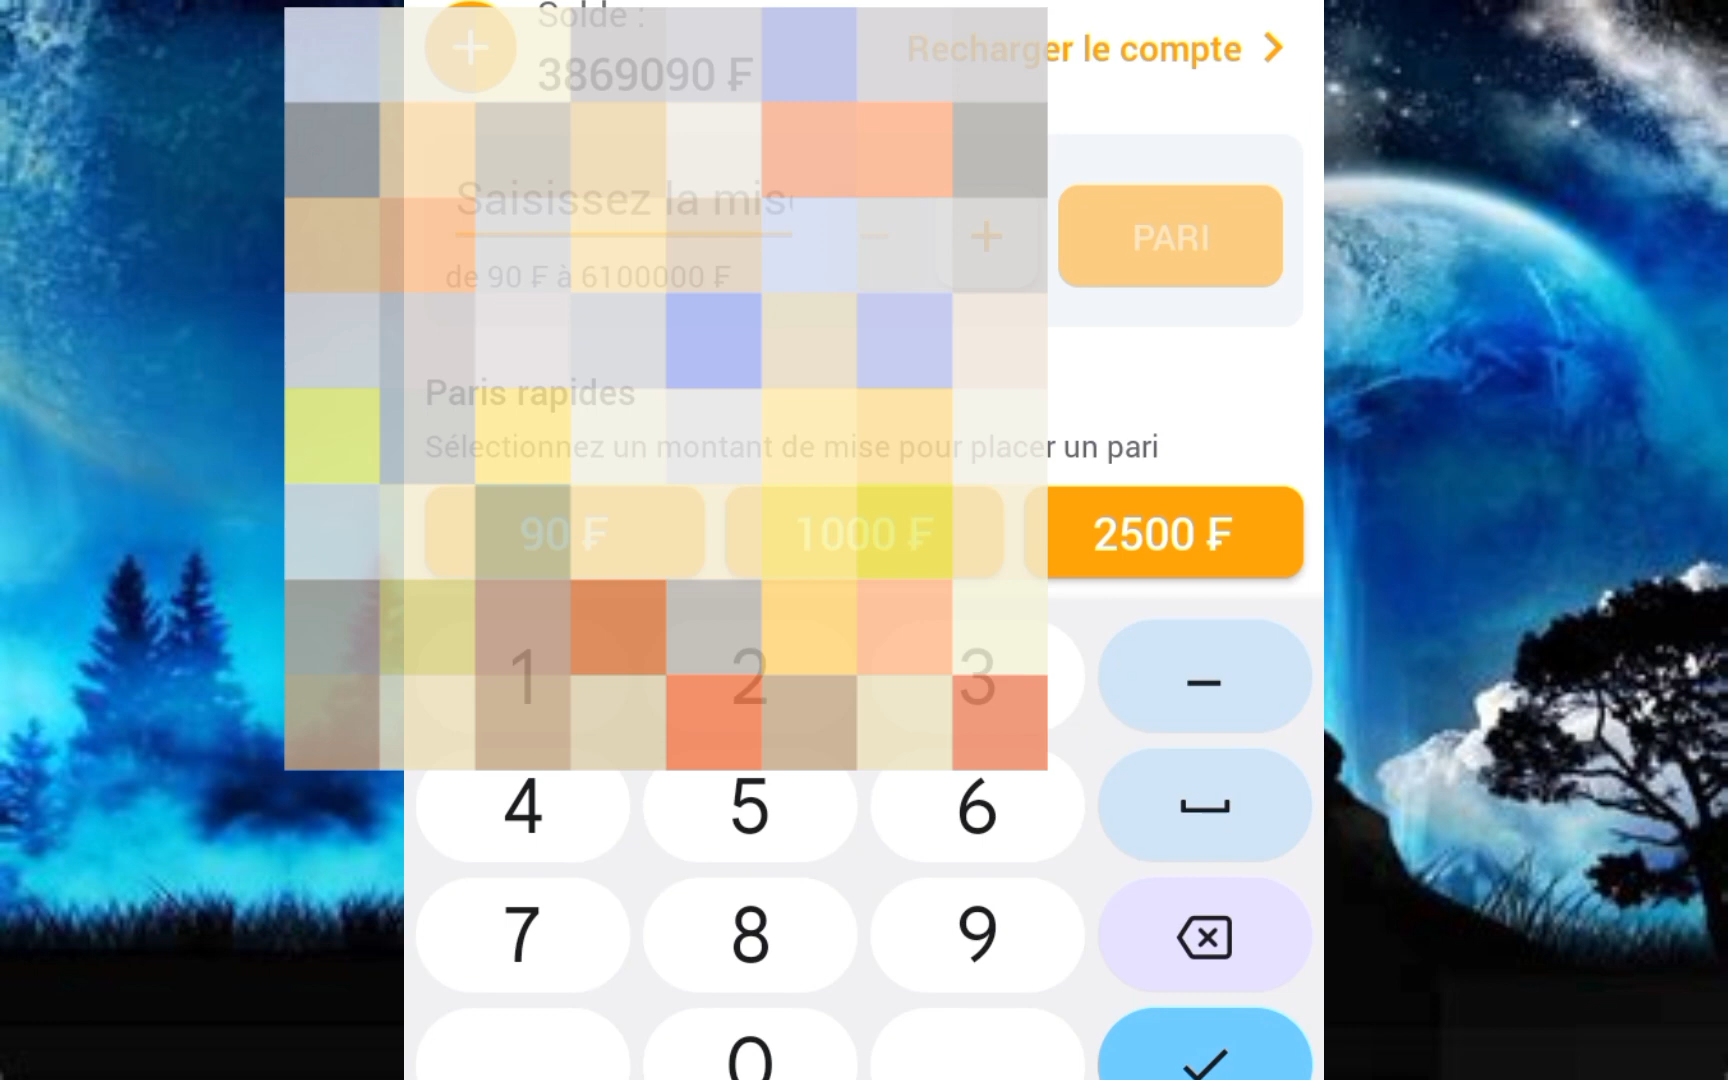 Solde :
3869090 ₣
Recharger le compte
Saisissez la mis
PARI
de 90 ₣ à 6100000 ₣
Paris rapides
Sélectionnez un montant de mise pour placer un pari
90 ₣
1000 ₣
2500 ₣
1 2 3 –
4 5 6
7 8 9
0